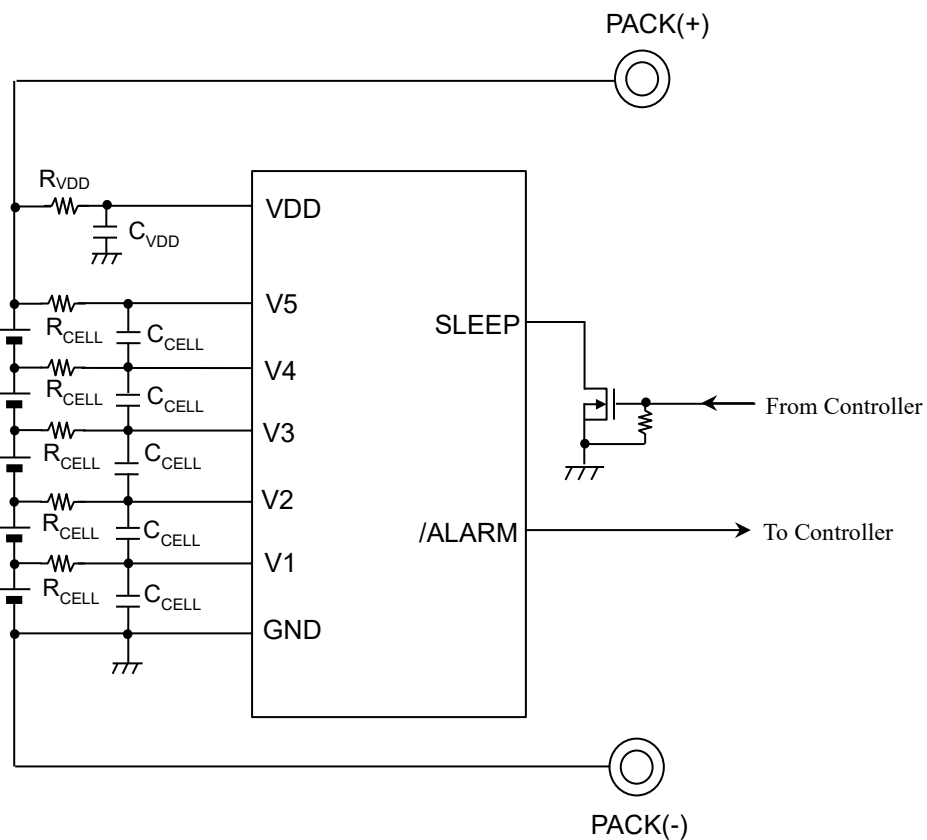 PACK(+)
RVDD
VDD
CVDD
V5
RCELL
CCELL
SLEEP
V4
RCELL
CCELL
From Controller
V3
RCELL
CCELL
V2
RCELL
CCELL
/ALARM
To Controller
V1
RCELL
CCELL
GND
PACK(-)